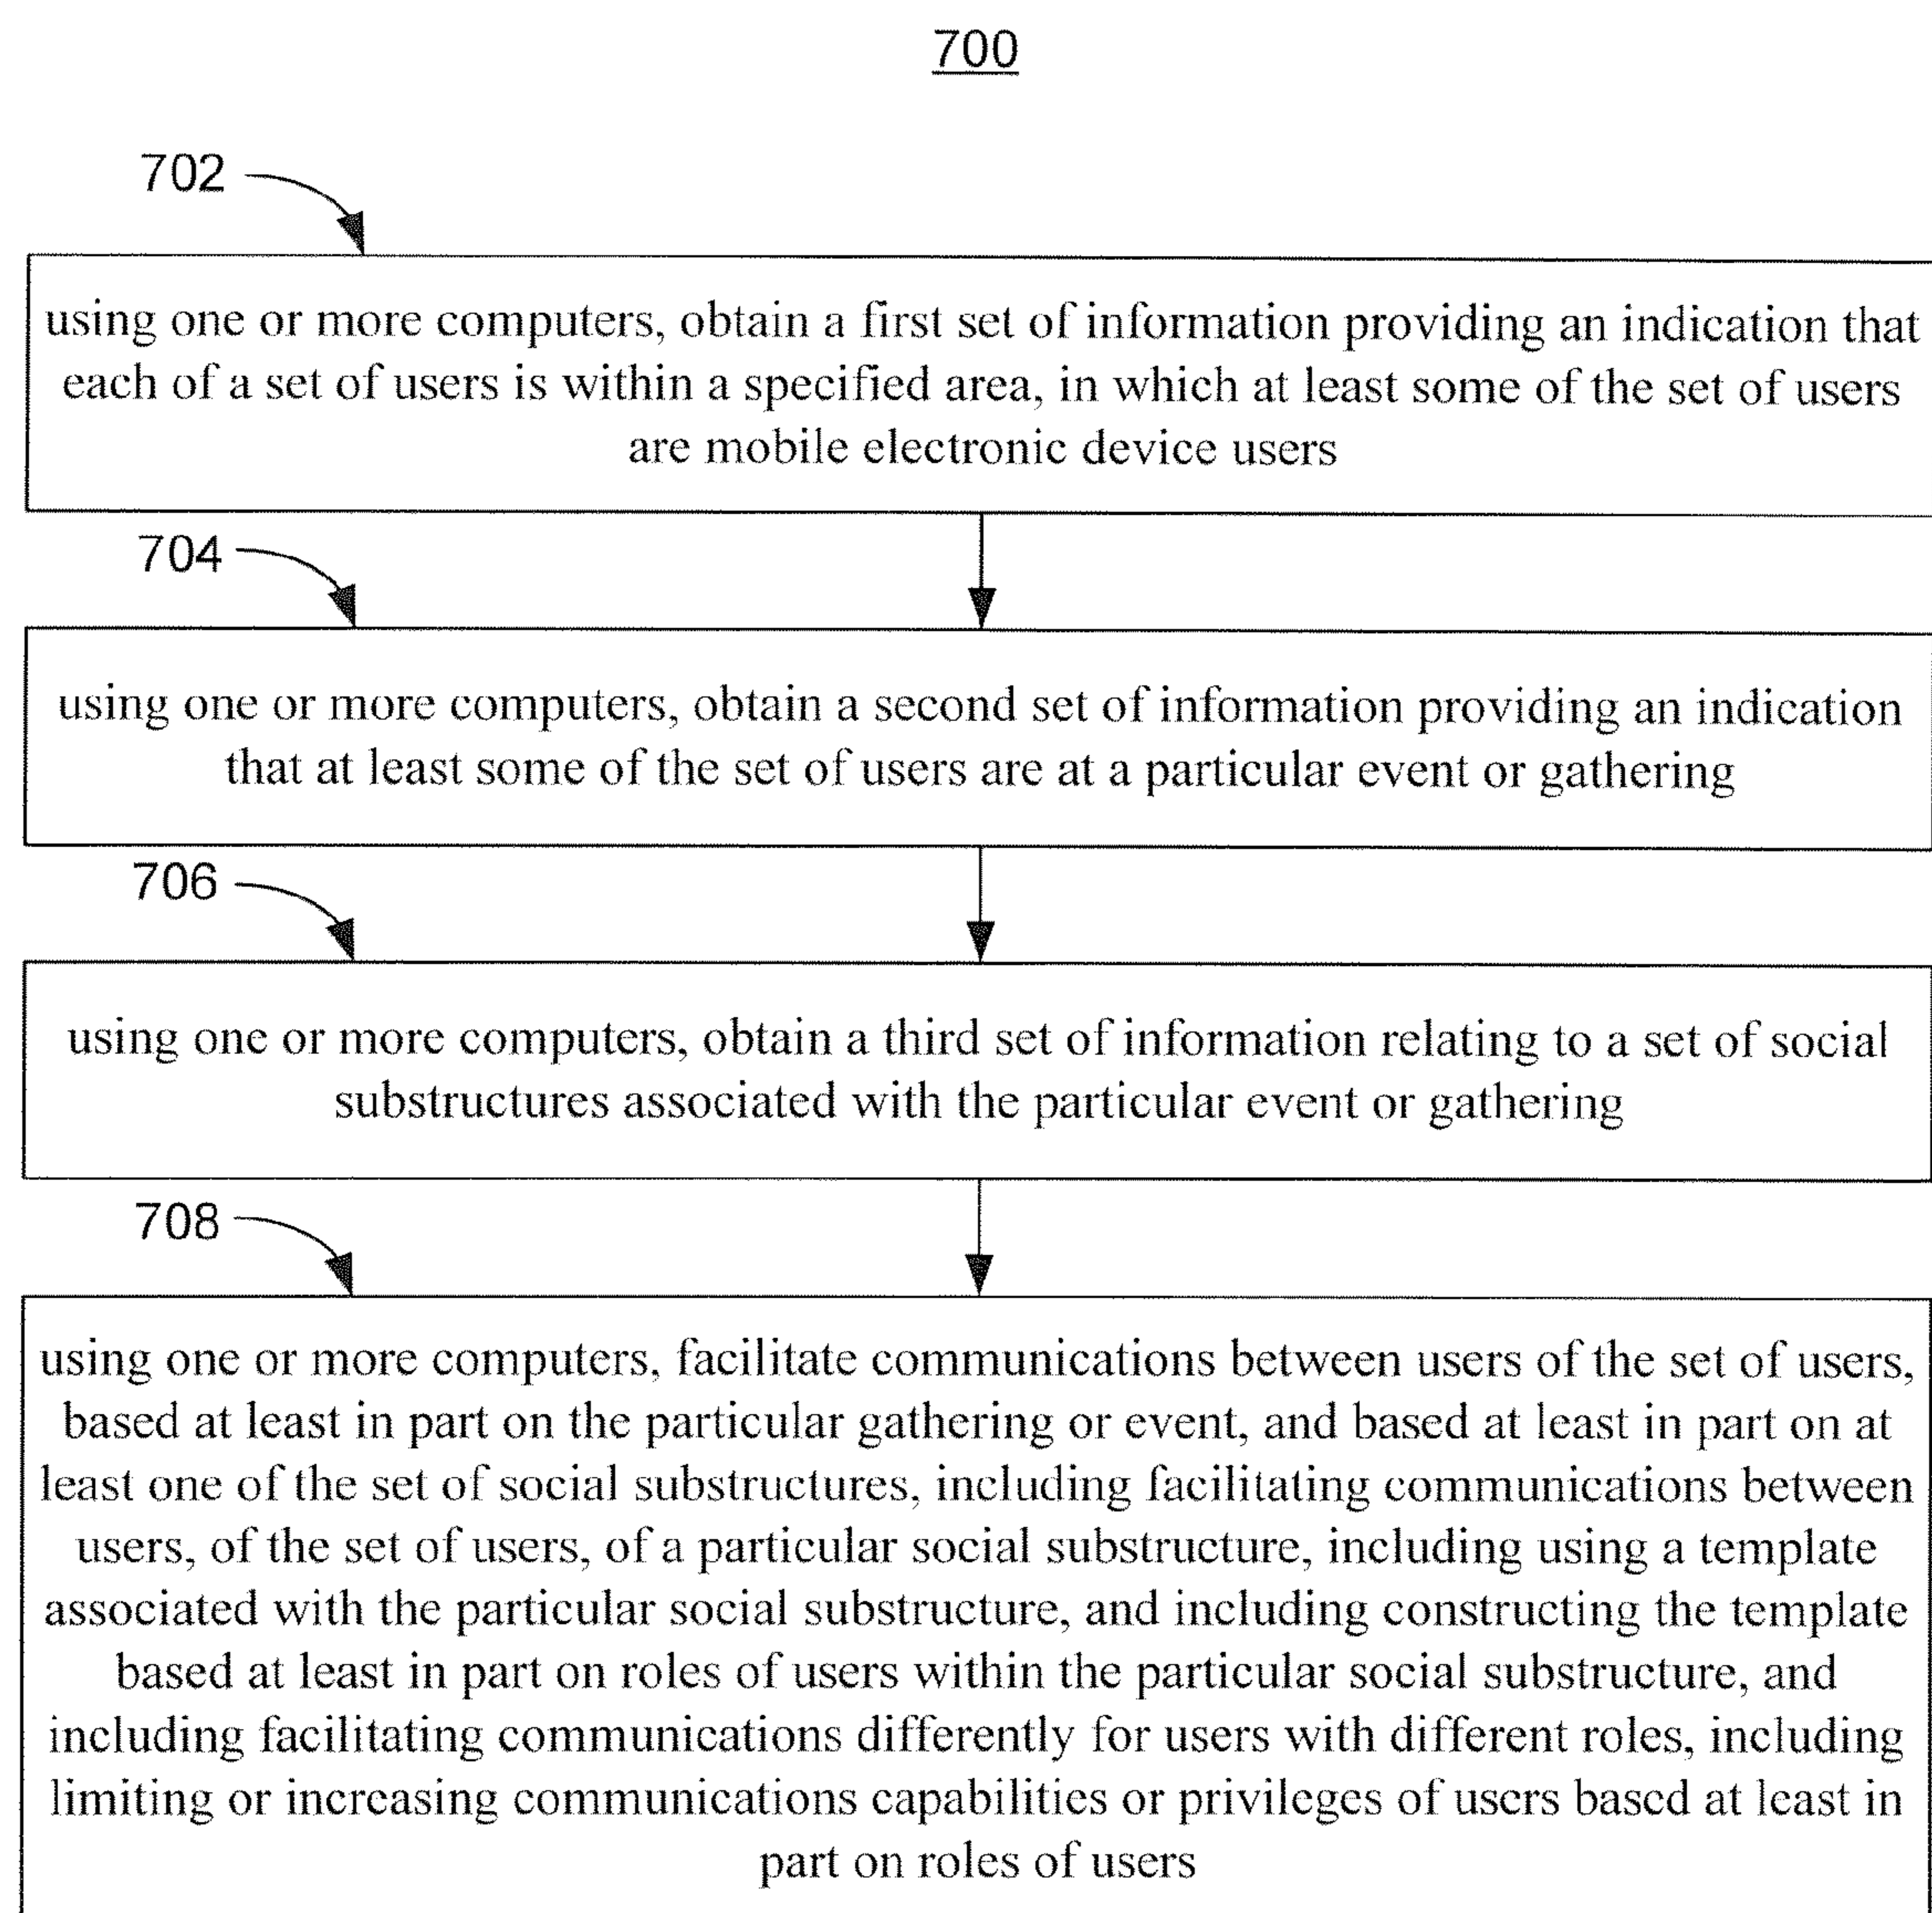 700
702
using one or more computers, obtain a first set of information providing an indication that
each of a set of users is within a specified area, in which at least some of the set of users
are mobile electronic device users
704
using one or more computers, obtain a second set of information providing an indication
that at least some of the set of users are at a particular event or gathering
706
using one or more computers, obtain a third set of information relating to a set of social
substructures associated with the particular event or gathering
708
using one or more computers, facilitate communications between users of the set of users,
based at least in part on the particular gathering or event, and based at least in part on at
least one of the set of social substructures, including facilitating communications between
users, of the set of users, of a particular social substructure, including using a template
associated with the particular social substructure, and including constructing the template
based at least in part on roles of users within the particular social substructure, and
including facilitating communications differently for users with different roles, including
limiting or increasing communications capabilities or privileges of users based at least in
part on roles of users